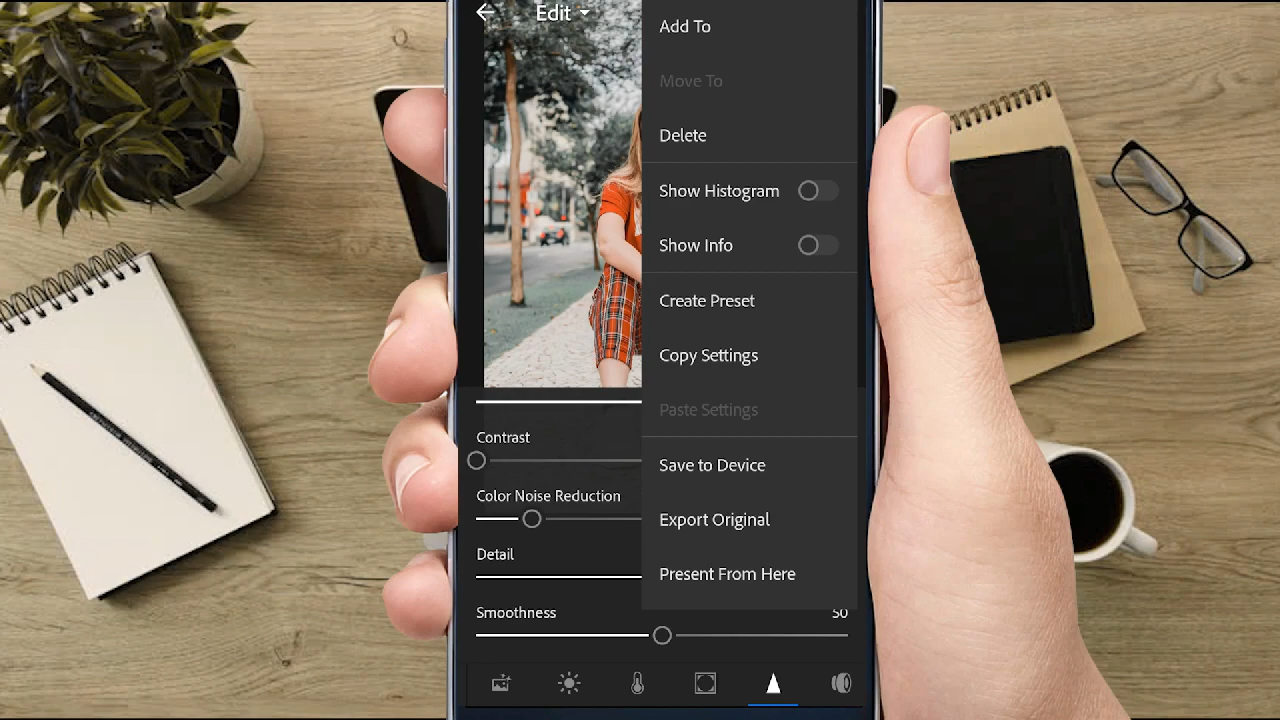 Edit
Add To
Move To
Delete
Show Histogram
Show Info
Create Preset
Copy Settings
Paste Settings
Contrast
Save to Device
Color Noise Reduction
Export Original
Detail
Present From Here
Smoothness 50